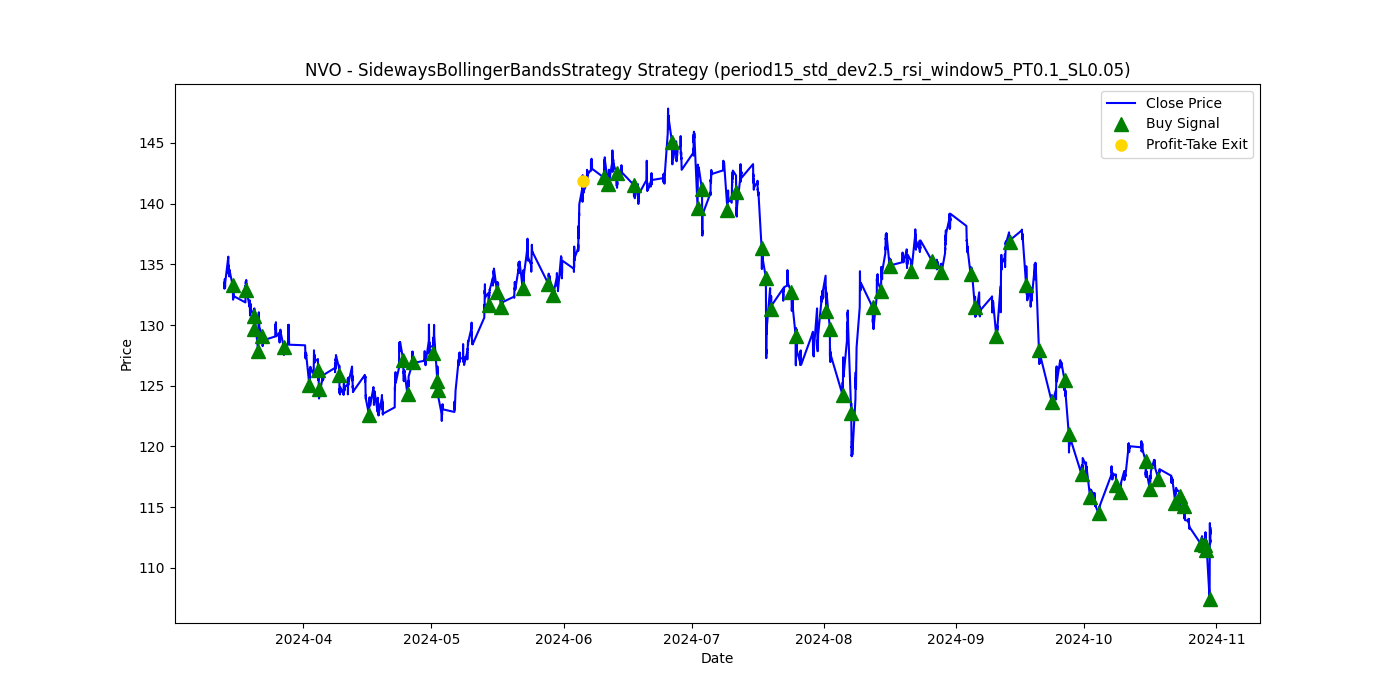 NVO - SidewaysBollingerBandsStrategy Strategy (period15_std_dev2.5_rsi_window5_PT0.1_SL0.05)
Close Price
Buy Signal
Profit-Take Exit
Price
145
140
135
130
125
120
115
110
2024-04 2024-05 2024-06 2024-07 2024-08 2024-09 2024-10 2024-11
Date